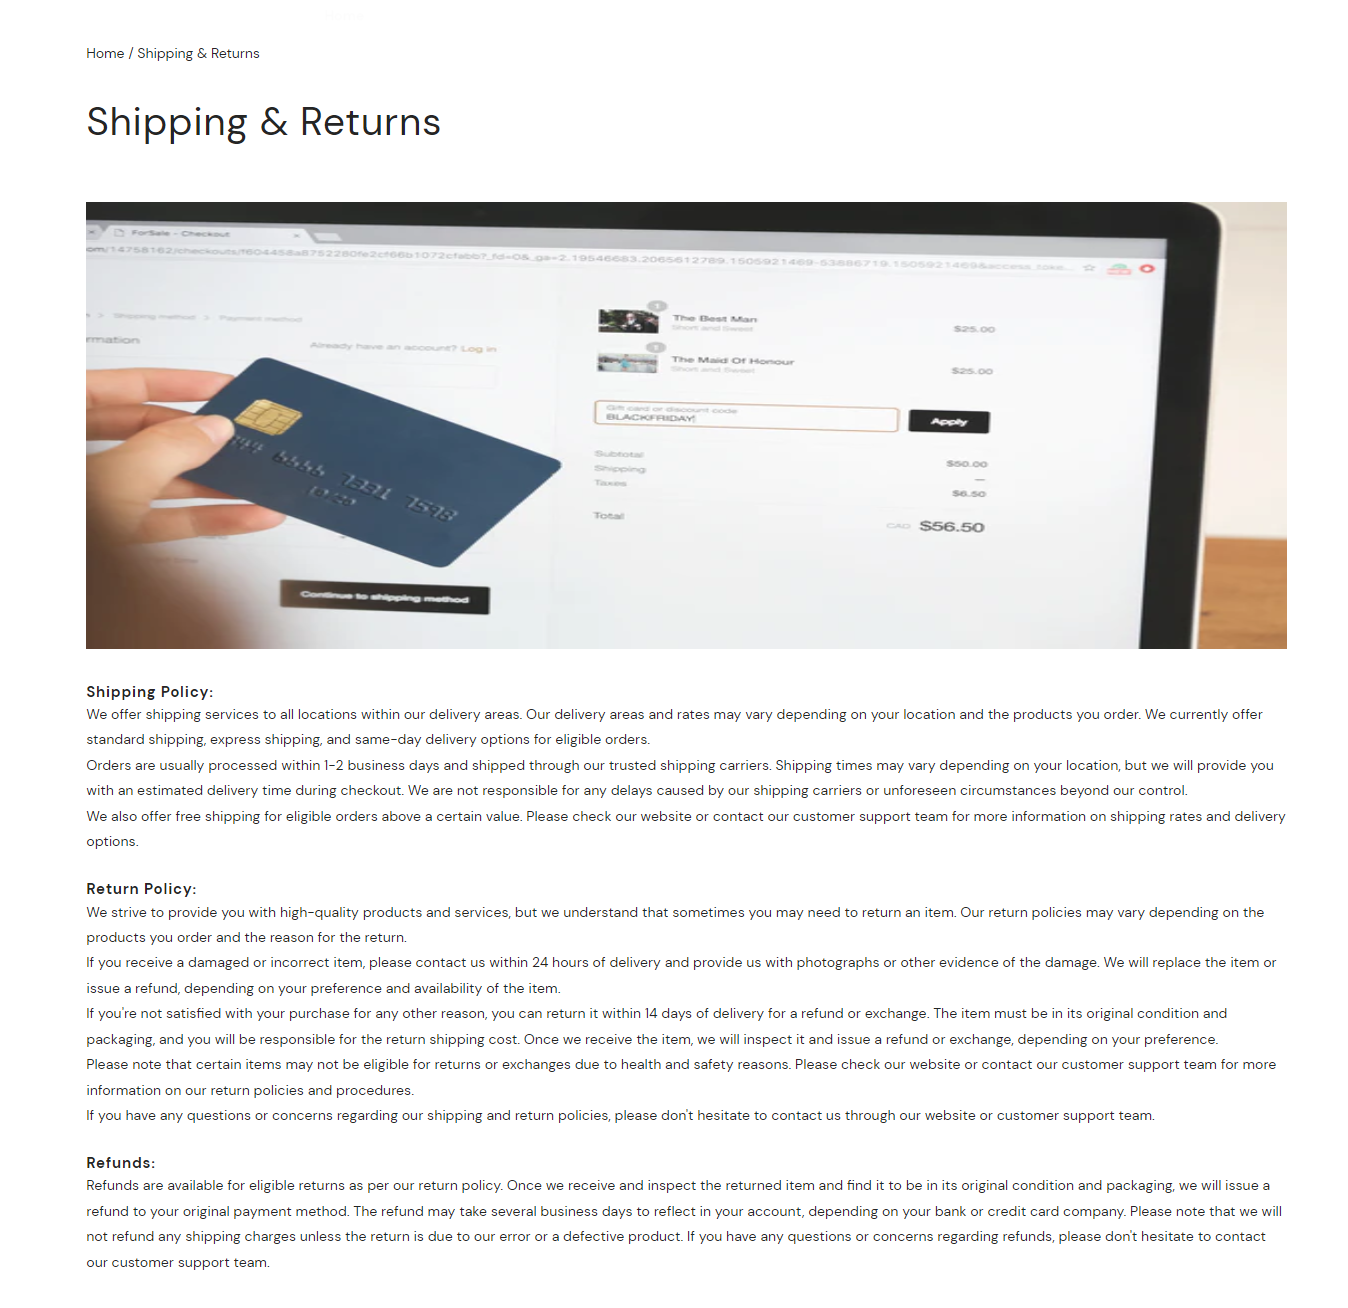 Home / Shipping & Returns
Shipping & Returns
ForSale - Checkout
Shipping method > Payment method
rmation
Already have an account? Log in
The Best Man
Short and Sweet
$25.00
The Maid Of Honour
Short and Sweet
$25.00
Gift card or discount code
BLACKFRIDAY
Apply
Subtotal $50.00
Shipping —
Taxes $6.50
Total CAD $56.50
Continue to shipping method
Shipping Policy:
We offer shipping services to all locations within our delivery areas. Our delivery areas and rates may vary depending on your location and the products you order. We currently offer
standard shipping, express shipping, and same-day delivery options for eligible orders.
Orders are usually processed within 1-2 business days and shipped through our trusted shipping carriers. Shipping times may vary depending on your location, but we will provide you
with an estimated delivery time during checkout. We are not responsible for any delays caused by our shipping carriers or unforeseen circumstances beyond our control.
We also offer free shipping for eligible orders above a certain value. Please check our website or contact our customer support team for more information on shipping rates and delivery
options.
Return Policy:
We strive to provide you with high-quality products and services, but we understand that sometimes you may need to return an item. Our return policies may vary depending on the
products you order and the reason for the return.
If you receive a damaged or incorrect item, please contact us within 24 hours of delivery and provide us with photographs or other evidence of the damage. We will replace the item or
issue a refund, depending on your preference and availability of the item.
If you're not satisfied with your purchase for any other reason, you can return it within 14 days of delivery for a refund or exchange. The item must be in its original condition and
packaging, and you will be responsible for the return shipping cost. Once we receive the item, we will inspect it and issue a refund or exchange, depending on your preference.
Please note that certain items may not be eligible for returns or exchanges due to health and safety reasons. Please check our website or contact our customer support team for more
information on our return policies and procedures.
If you have any questions or concerns regarding our shipping and return policies, please don't hesitate to contact us through our website or customer support team.
Refunds:
Refunds are available for eligible returns as per our return policy. Once we receive and inspect the returned item and find it to be in its original condition and packaging, we will issue a
refund to your original payment method. The refund may take several business days to reflect in your account, depending on your bank or credit card company. Please note that we will
not refund any shipping charges unless the return is due to our error or a defective product. If you have any questions or concerns regarding refunds, please don't hesitate to contact
our customer support team.